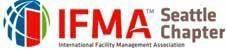 IFMA™ Seattle
Chapter
International Facility Management Association